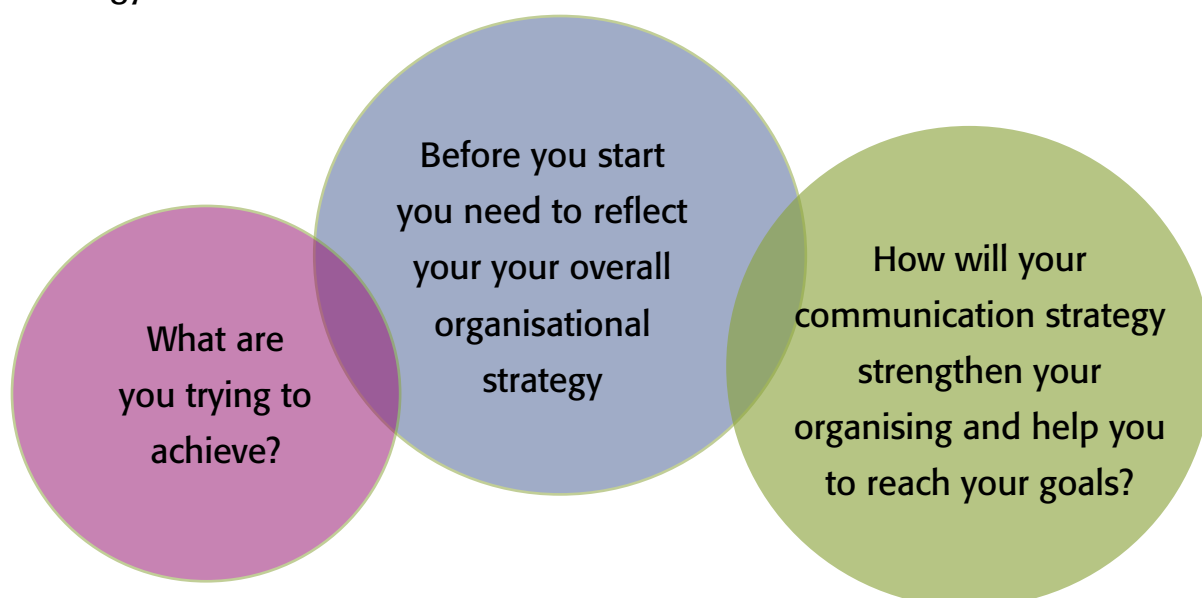 gy
What are
you trying to
achieve?
Before you start
you need to reflect
your your overall
organisational
strategy
How will your
communication strategy
strengthen your
organising and help you
to reach your goals?